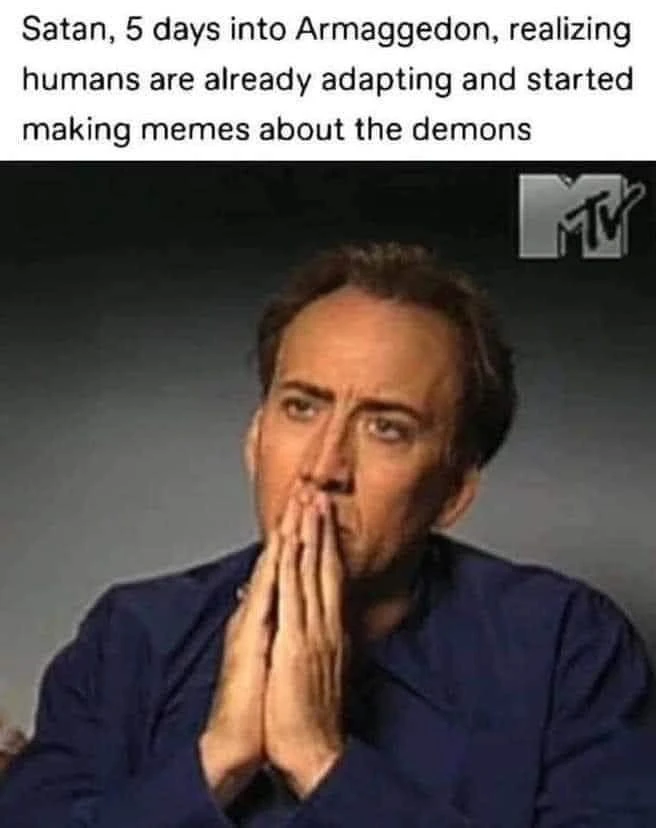 Satan, 5 days into Armaggedon, realizing
humans are already adapting and started
making memes about the demons
MTV